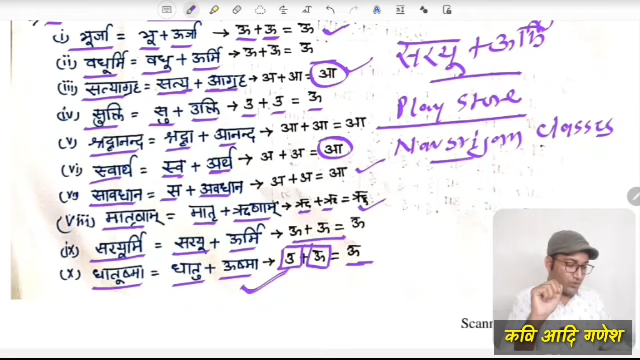 (i) भूर्जा = भू + ऊर्जा → ऊ + ऊ = ऊ
(ii) वधूर्मि = वधू + ऊर्मि → ऊ + ऊ = ऊ
(iii) सत्याग्रह = सत्य + आग्रह → अ + आ = आ
(iv) सूक्ति = सु + उक्ति → उ + उ = ऊ
(v) श्रद्धानन्द = श्रद्धा + आनन्द → आ + आ = आ
(vi) स्वार्थ = स्व + अर्थ → अ + अ = आ
(vii) सावधान = स + अवधान → अ + अ = आ
(viii) मातृणाम् = मातृ + ऋणाम् → ऋ + ऋ = ॠ
(ix) सरयूर्मि = सरयू + ऊर्मि → ऊ + ऊ = ऊ
(x) धातूष्मा = धातु + ऊष्मा → उ + ऊ = ऊ
सरयू + ऊर्मि
Play Store
Navsrijan classes
Scann
कवि आदि गणेश